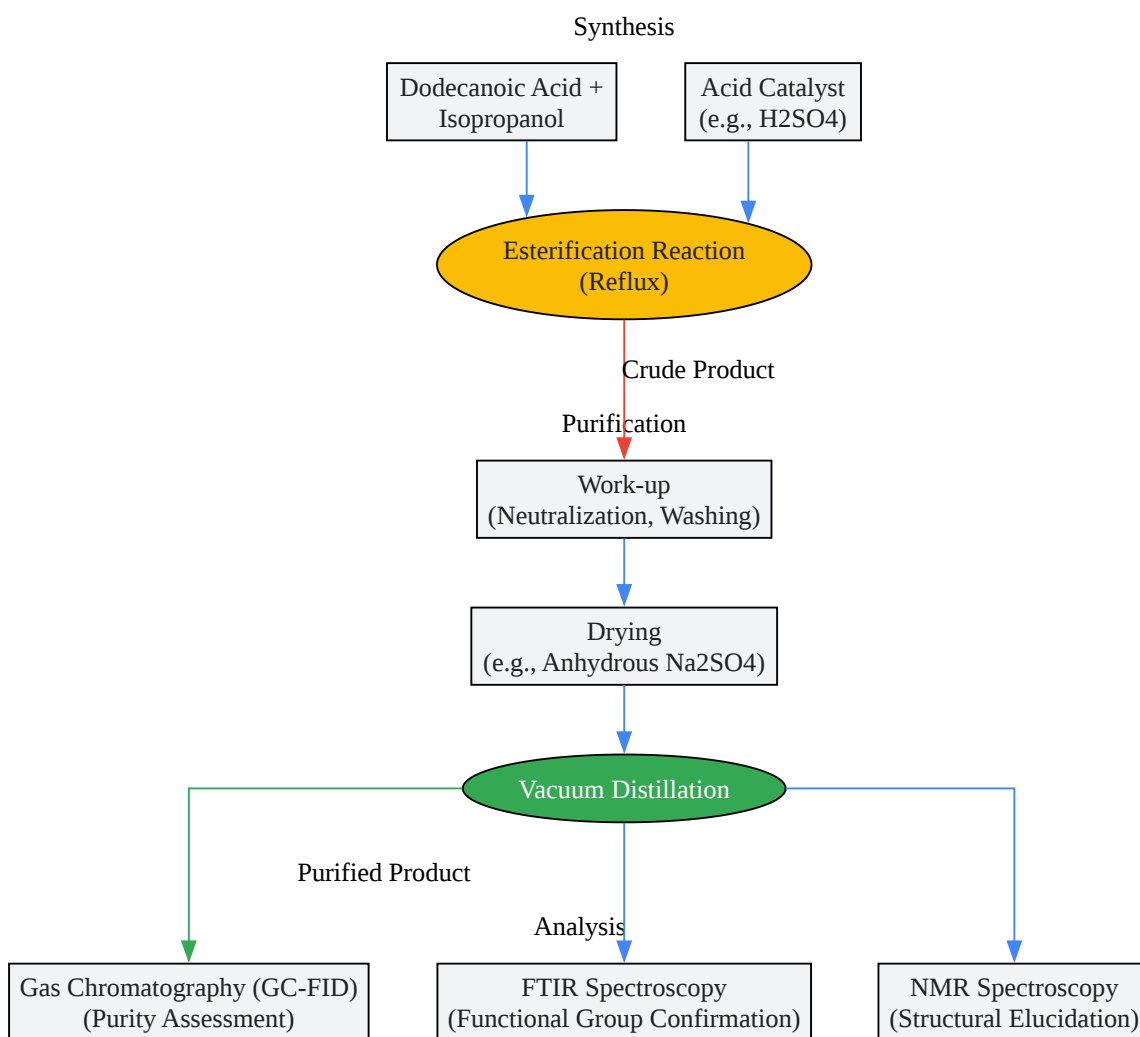 Synthesis
Dodecanoic Acid +
Isopropanol
Acid Catalyst
(e.g., H2SO4)
Esterification Reaction
(Reflux)
Crude Product
Purification
Work-up
(Neutralization, Washing)
Drying
(e.g., Anhydrous Na2SO4)
Vacuum Distillation
Purified Product
Analysis
Gas Chromatography (GC-FID)
(Purity Assessment)
FTIR Spectroscopy
(Functional Group Confirmation)
NMR Spectroscopy
(Structural Elucidation)